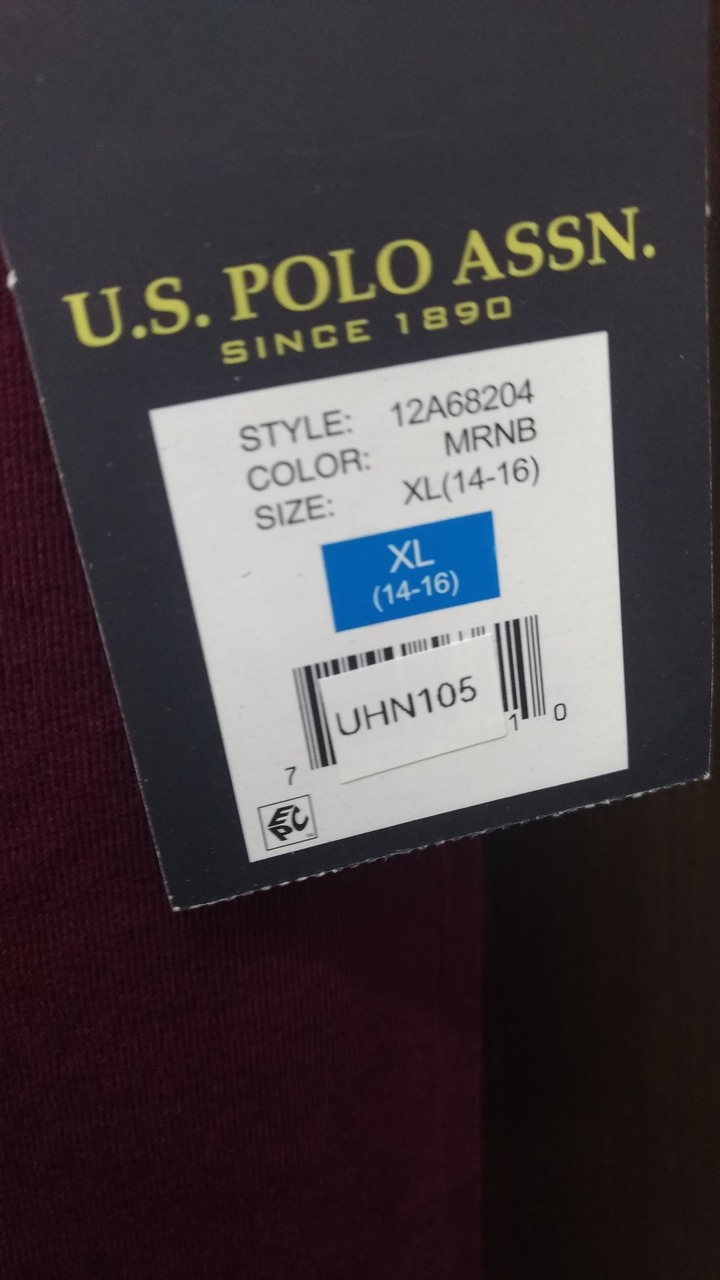 U.S. POLO ASSN.
SINCE 1890
STYLE: 12A68204
COLOR: MRNB
SIZE: XL(14-16)
XL
(14-16)
UHN105
7 1 0
EPC